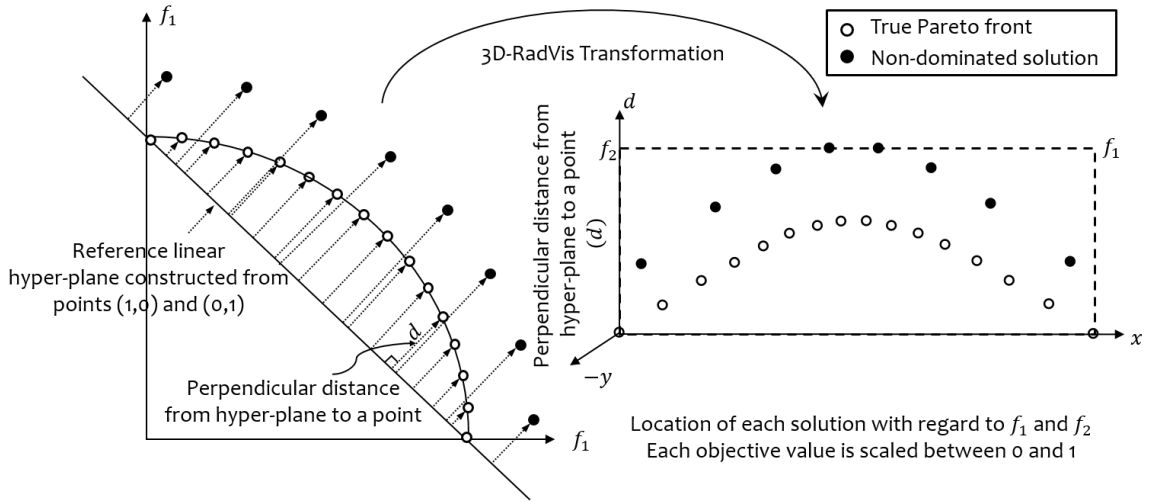 f₁
3D-RadVis Transformation
True Pareto front
Non-dominated solution
Reference linear
hyper-plane constructed from
points (1,0) and (0,1)
d
Perpendicular distance
from hyper-plane to a point
f₁
Perpendicular distance from
hyper-plane to a point
(d)
d
f₂
f₁
x
−y
Location of each solution with regard to f₁ and f₂
Each objective value is scaled between 0 and 1